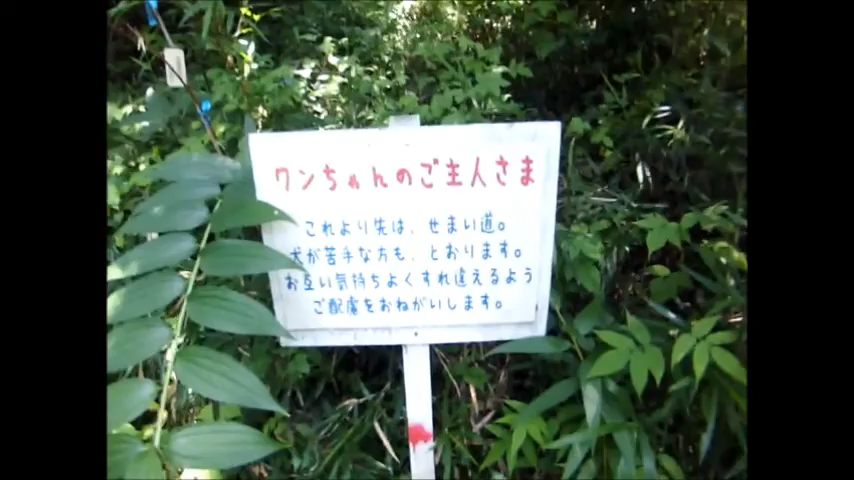 ワンちゃんのご主人さま
これより先は、せまい道。
犬が苦手な方も、とおります。
お互い気持ちよくすれ違えるよう
ご配慮をおねがいします。